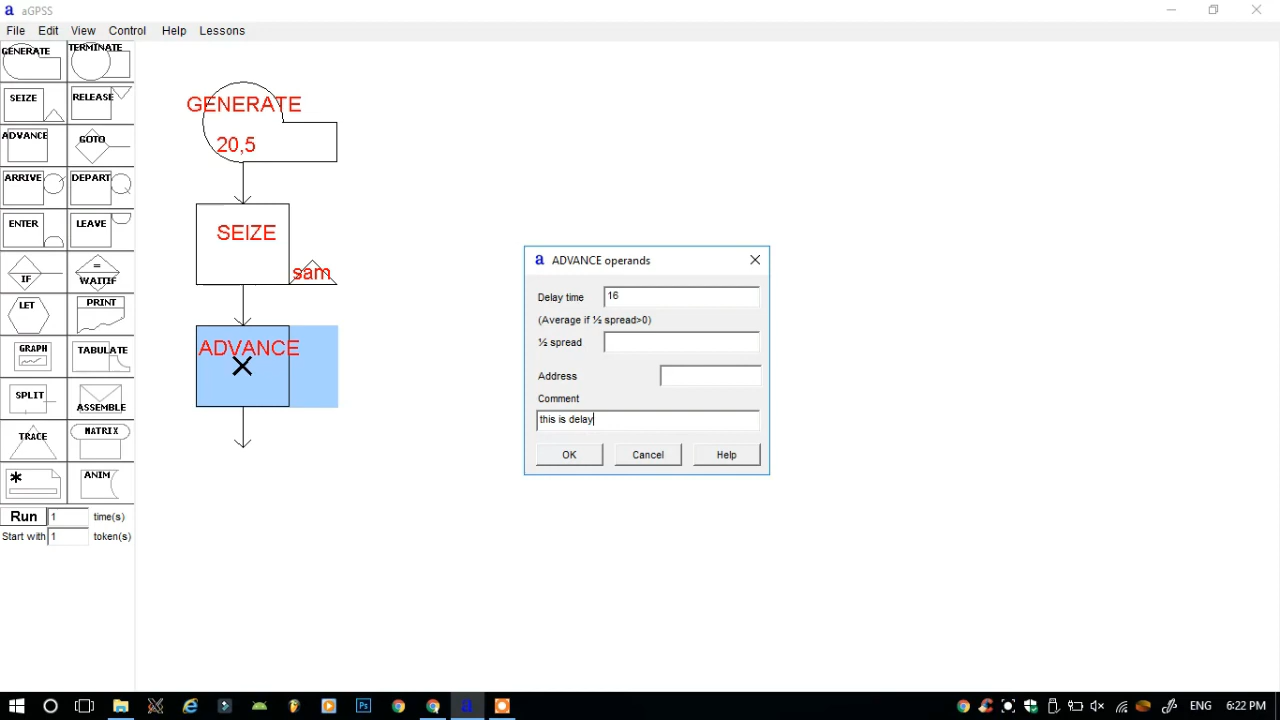 aGPSS
File Edit View Control Help Lessons
GENERATE TERMINATE
SEIZE RELEASE
ADVANCE GOTO
ARRIVE DEPART
ENTER LEAVE
IF = WAITIF
LET PRINT
GRAPH TABULATE
SPLIT ASSEMBLE
TRACE MATRIX
* ANIM
Run 1 time(s)
Start with 1 token(s)
GENERATE
20,5
SEIZE
sam
ADVANCE
ADVANCE operands
Delay time 16
(Average if ½ spread>0)
½ spread
Address
Comment
this is delay
OK Cancel Help
Ps ENG 6:22 PM